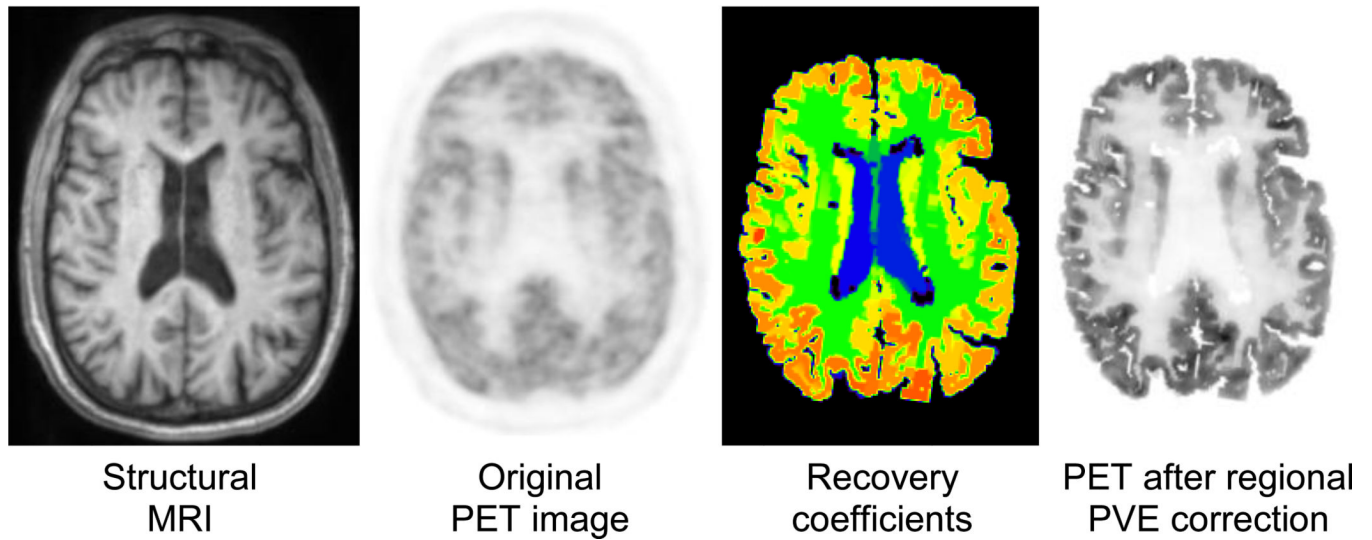 Structural
MRI
Original
PET image
Recovery
coefficients
PET after regional
PVE correction